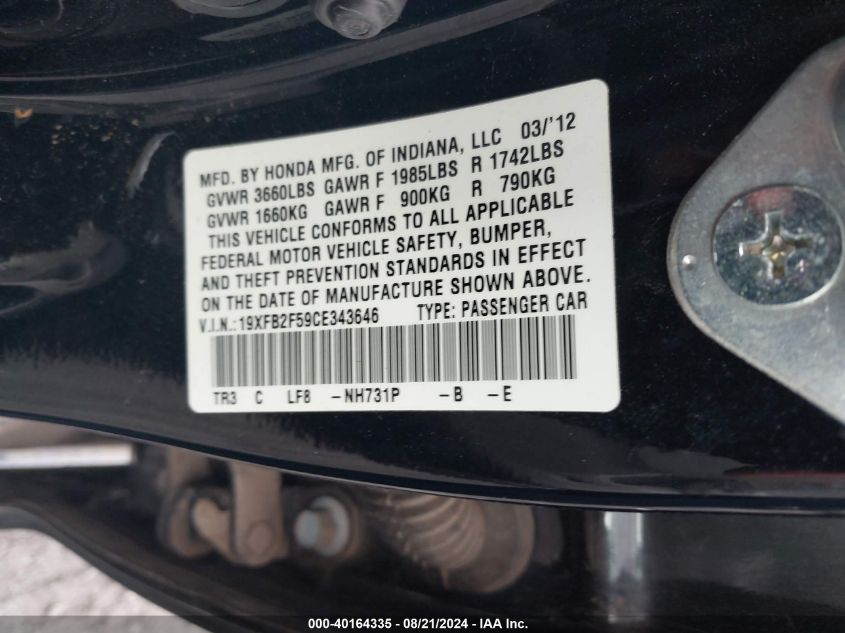 MFD. BY HONDA MFG. OF INDIANA, LLC 03/'12
GVWR 3660LBS GAWR F 1985LBS R 1742LBS
GVWR 1660KG GAWR F 900KG R 790KG
THIS VEHICLE CONFORMS TO ALL APPLICABLE
FEDERAL MOTOR VEHICLE SAFETY, BUMPER,
AND THEFT PREVENTION STANDARDS IN EFFECT
ON THE DATE OF MANUFACTURE SHOWN ABOVE.
V.I.N.: 19XFB2F59CE343646 TYPE: PASSENGER CAR
TR3 C LF8 -NH731P -B -E
000-40164335 - 08/21/2024 - IAA Inc.